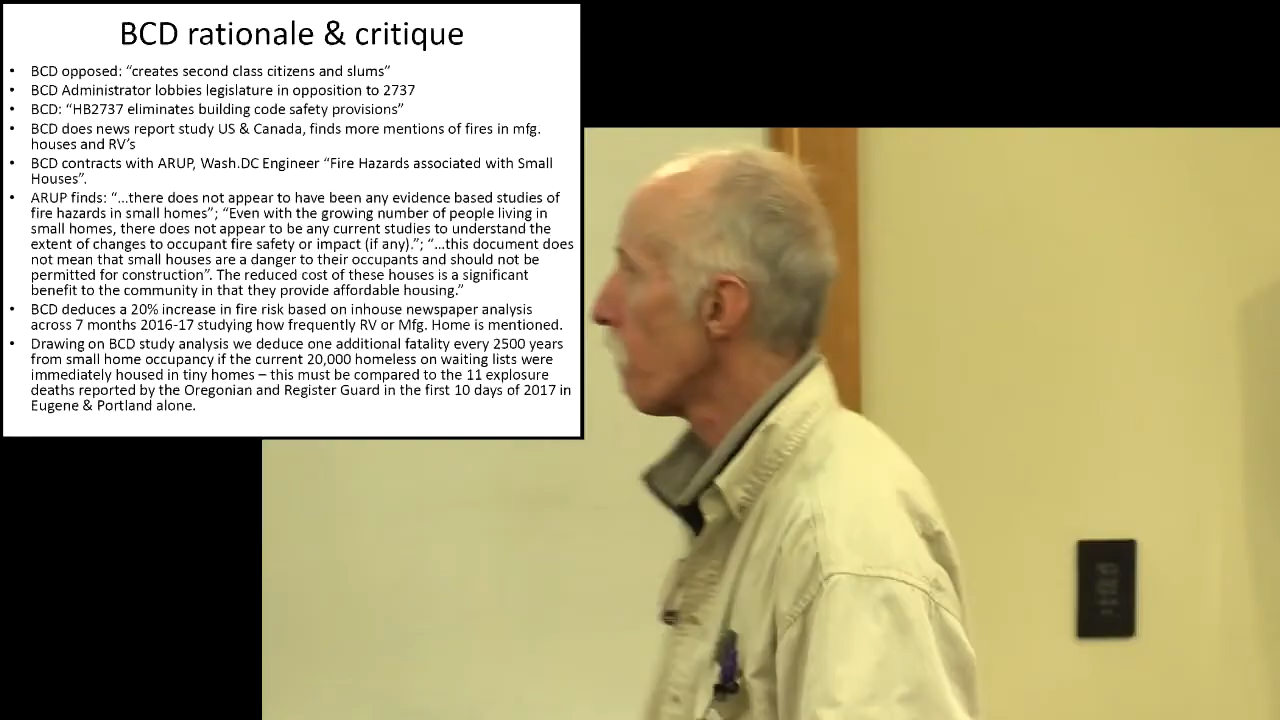 BCD rationale & critique
• BCD opposed: “creates second class citizens and slums”
• BCD Administrator lobbies legislature in opposition to 2737
• BCD: “HB2737 eliminates building code safety provisions”
• BCD does news report study US & Canada, finds more mentions of fires in mfg.
houses and RV’s
• BCD contracts with ARUP, Wash.DC Engineer “Fire Hazards associated with Small
Houses”.
• ARUP finds: “…there does not appear to have been any evidence based studies of
fire hazards in small homes”; “Even with the growing number of people living in
small homes, there does not appear to be any current studies to understand the
extent of changes to occupant fire safety or impact (if any).”; “…this document does
not mean that small houses are a danger to their occupants and should not be
permitted for construction”. The reduced cost of these houses is a significant
benefit to the community in that they provide affordable housing.”
• BCD deduces a 20% increase in fire risk based on inhouse newspaper analysis
across 7 months 2016-17 studying how frequently RV or Mfg. Home is mentioned.
• Drawing on BCD study analysis we deduce one additional fatality every 2500 years
from small home occupancy if the current 20,000 homeless on waiting lists were
immediately housed in tiny homes – this must be compared to the 11 explosure
deaths reported by the Oregonian and Register Guard in the first 10 days of 2017 in
Eugene & Portland alone.